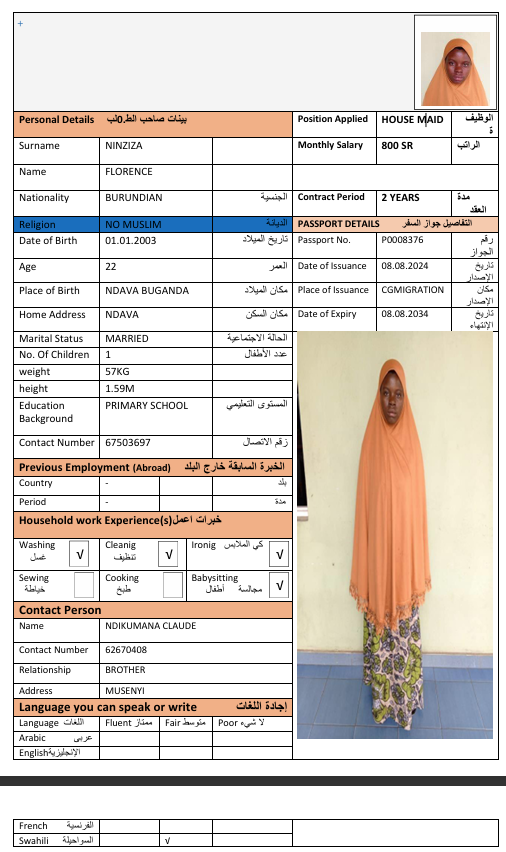 Personal Details بينات صاحب الط.0لب
Position Applied HOUSE MAID الوظيفة
Surname NINZIZA
Monthly Salary 800 SR الراتب
Name FLORENCE
Nationality BURUNDIAN الجنسية
Contract Period 2 YEARS مدة العقد
Religion NO MUSLIM الديانة
PASSPORT DETAILS التفاصيل جواز السفر
Date of Birth 01.01.2003 تاريخ الميلاد
Passport No. P0008376 رقم الجواز
Age 22 العمر
Date of Issuance 08.08.2024 تاريخ الإصدار
Place of Birth NDAVA BUGANDA مكان الميلاد
Place of Issuance CGMIGRATION مكان الإصدار
Home Address NDAVA مكان السكن
Date of Expiry 08.08.2034 تاريخ الإنتهاء
Marital Status MARRIED الحالة الاجتماعية
No. Of Children 1 عدد الأطفال
weight 57KG
height 1.59M
Education Background PRIMARY SCHOOL المستوى التعليمي
Contact Number 67503697 رقم الاتصال
Previous Employment (Abroad) الخبرة السابقة خارج البلد
Country - بلد
Period - مدة
Household work Experience(s) خبرات اعمل
Washing غسل √ Cleanig تنظيف √ Ironig كي الملابس √
Sewing خياطة Cooking طبخ Babysitting مجالسة أطفال √
Contact Person
Name NDIKUMANA CLAUDE
Contact Number 62670408
Relationship BROTHER
Address MUSENYI
Language you can speak or write إجادة اللغات
Language اللغات Fluent ممتاز Fair متوسط Poor لا شيء
Arabic عربى
English الإنجليزية
French الفرنسية
Swahili السواحيلة √